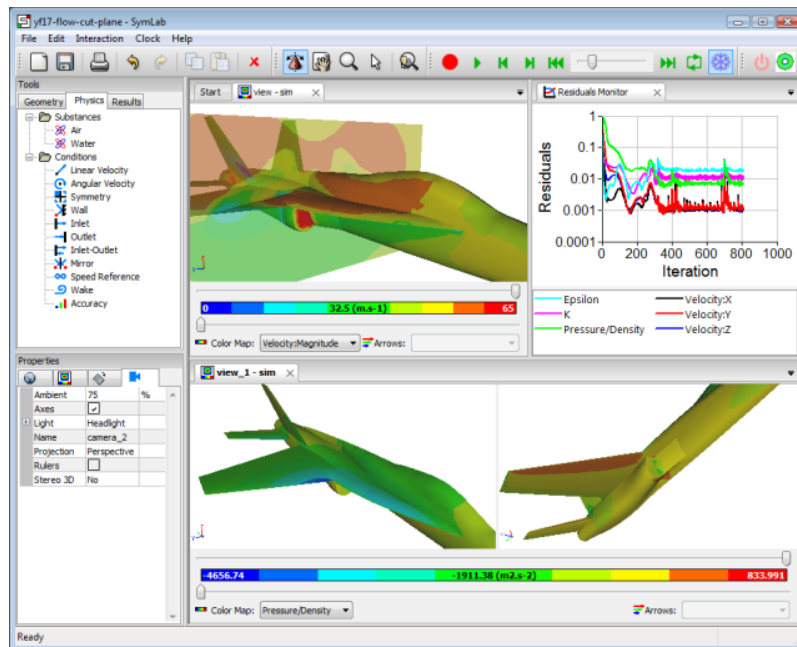 yf17-flow-cut-plane - SymLab
File Edit Interaction Clock Help
Tools
Geometry Physics Results
Substances
Air
Water
Conditions
Linear Velocity
Angular Velocity
Symmetry
Wall
Inlet
Outlet
Inlet-Outlet
Mirror
Speed Reference
Wake
Accuracy
Start view - sim
0 32.5 (m.s-1) 65
Color Map: Velocity:Magnitude Arrows:
Residuals Monitor
Residuals
1
0.1
0.01
0.001
0.0001
0 200 400 600 800 1000
Iteration
Epsilon Velocity:X
K Velocity:Y
Pressure/Density Velocity:Z
Properties
Ambient 75 %
Axes
Light Headlight
Name camera_2
Projection Perspective
Rulers
Stereo 3D No
view_1 - sim
-4656.74 -1911.38 (m2.s-2) 833.991
Color Map: Pressure/Density Arrows:
Ready